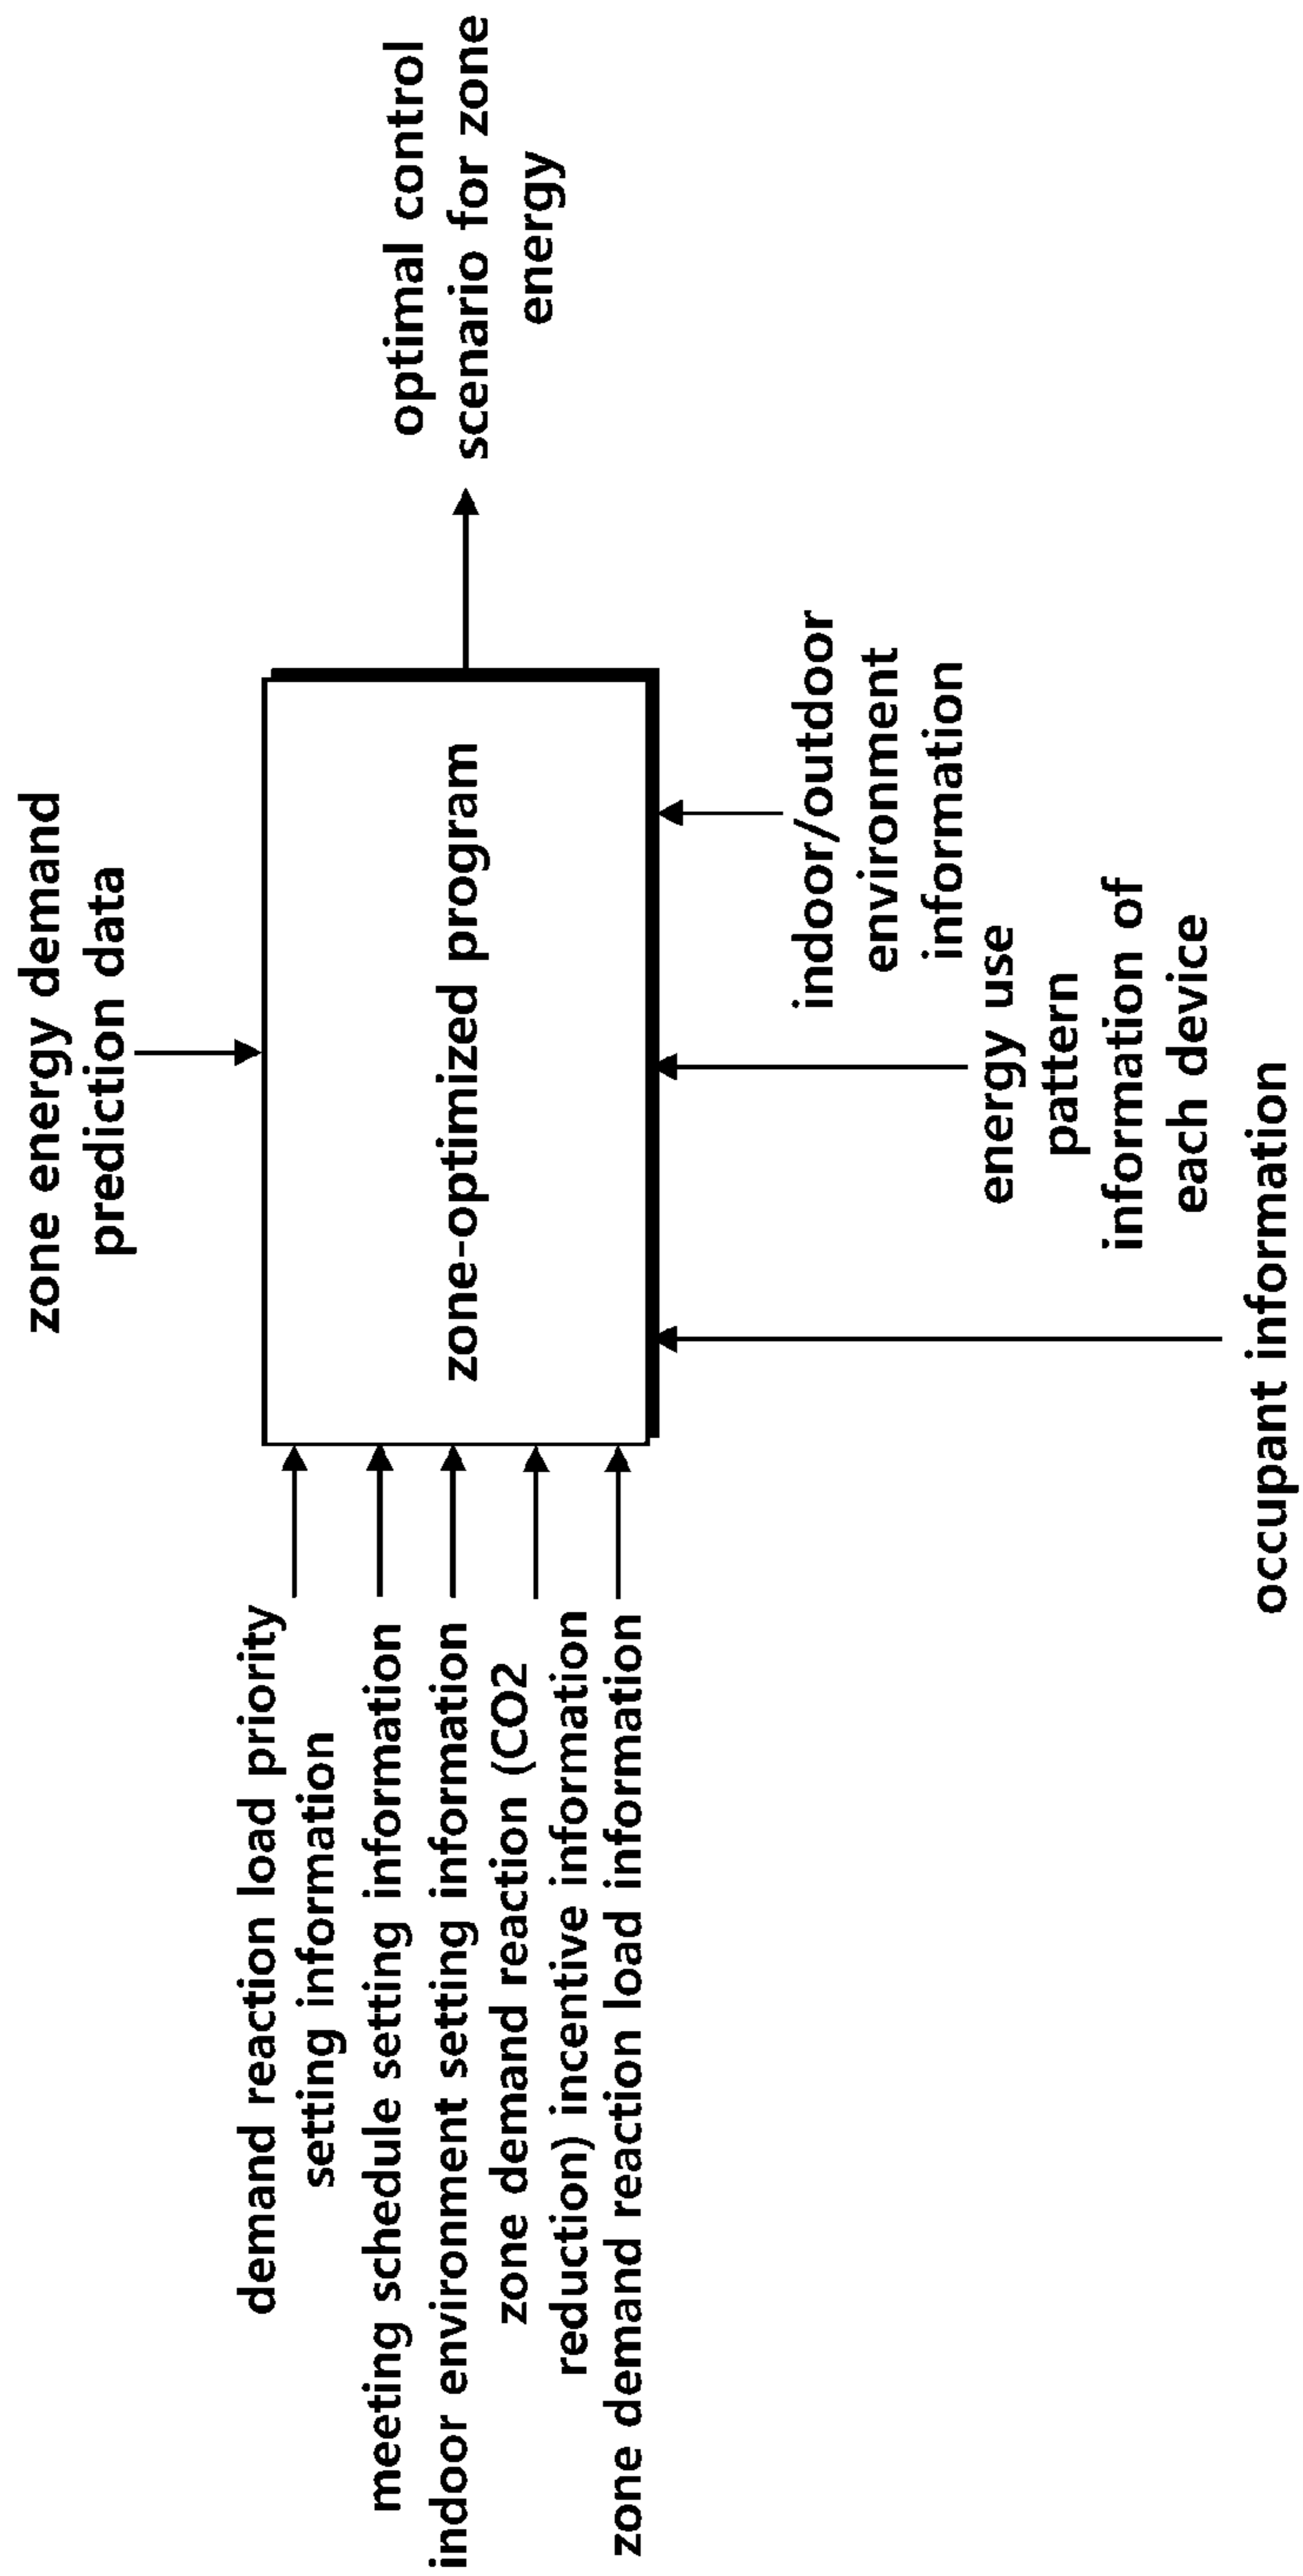 zone energy demand
prediction data
demand reaction load priority
setting information
meeting schedule setting information
indoor environment setting information
zone demand reaction (CO2
reduction) incentive information
zone demand reaction load information
zone-optimized program
optimal control
scenario for zone
energy
indoor/outdoor
environment
information
energy use
pattern
information of
each device
occupant information